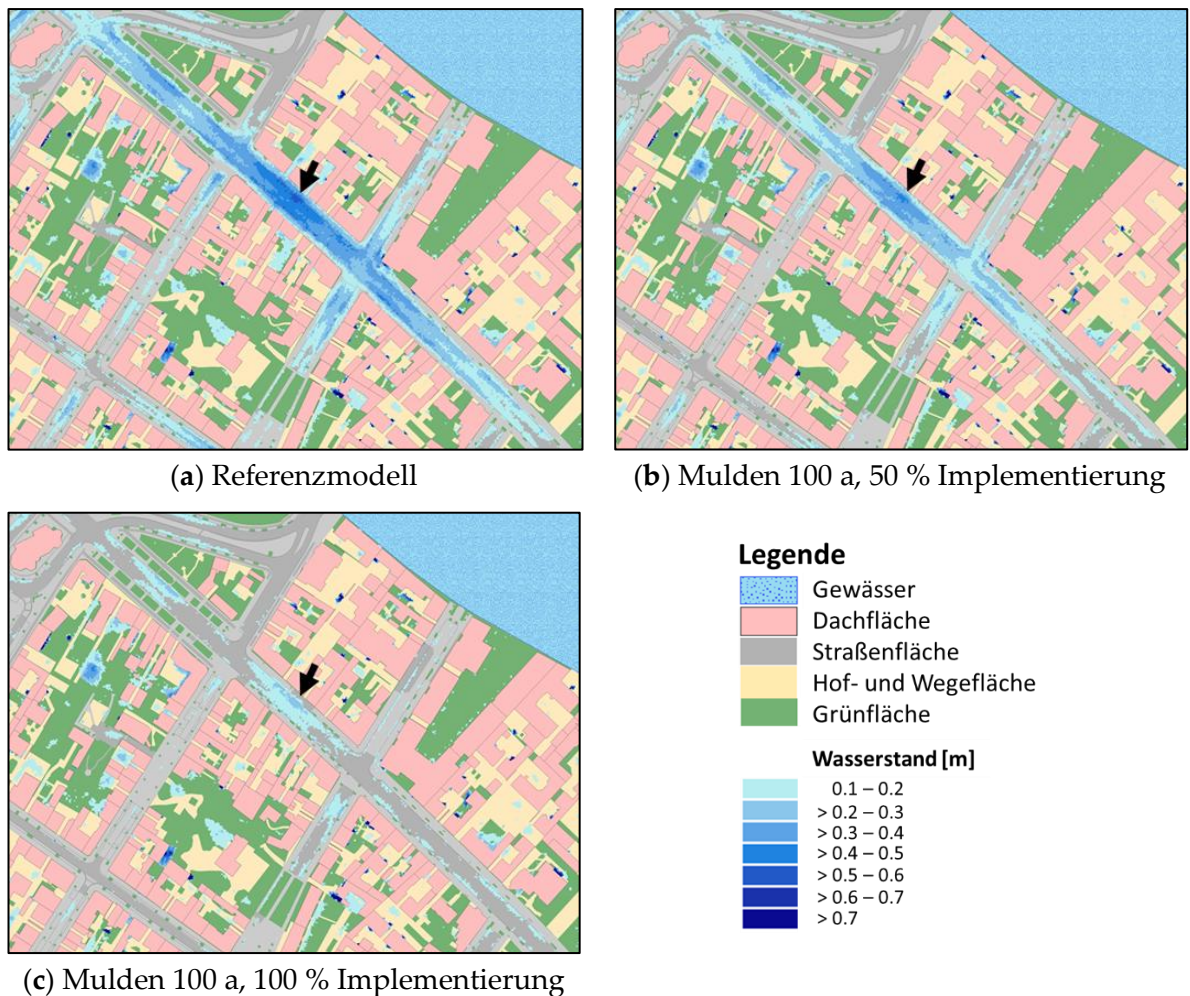 (a) Referenzmodell
(b) Mulden 100 a, 50 % Implementierung
(c) Mulden 100 a, 100 % Implementierung
Legende
Gewässer
Dachfläche
Straßenfläche
Hof- und Wegefläche
Grünfläche
Wasserstand [m]
0.1 – 0.2
> 0.2 – 0.3
> 0.3 – 0.4
> 0.4 – 0.5
> 0.5 – 0.6
> 0.6 – 0.7
> 0.7